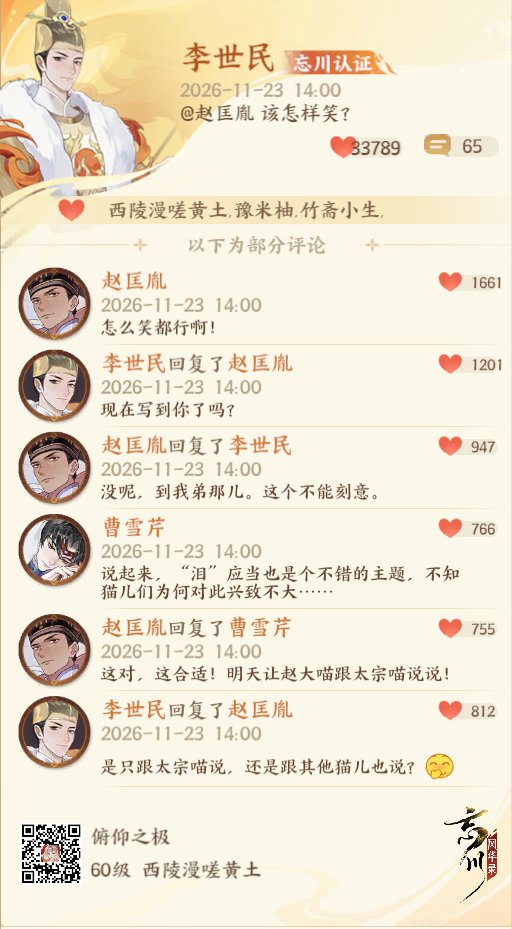 李世民 忘川认证
2026-11-23 14:00
@赵匡胤 该怎样笑?
33789 65
西陵漫嗟黄土,豫米柚,竹斋小生,
以下为部分评论
赵匡胤 1661
2026-11-23 14:00
怎么笑都行啊!
李世民回复了赵匡胤 1201
2026-11-23 14:00
现在写到你了吗?
赵匡胤回复了李世民 947
2026-11-23 14:00
没呢，到我弟那儿。这个不能刻意。
曹雪芹 766
2026-11-23 14:00
说起来，“泪”应当也是个不错的主题，不知
猫儿们为何对此兴致不大……
赵匡胤回复了曹雪芹 755
2026-11-23 14:00
这对，这合适！明天让赵大喵跟太宗喵说说！
李世民回复了赵匡胤 812
2026-11-23 14:00
是只跟太宗喵说，还是跟其他猫儿也说?
俯仰之极
60级 西陵漫嗟黄土
忘川
风华录